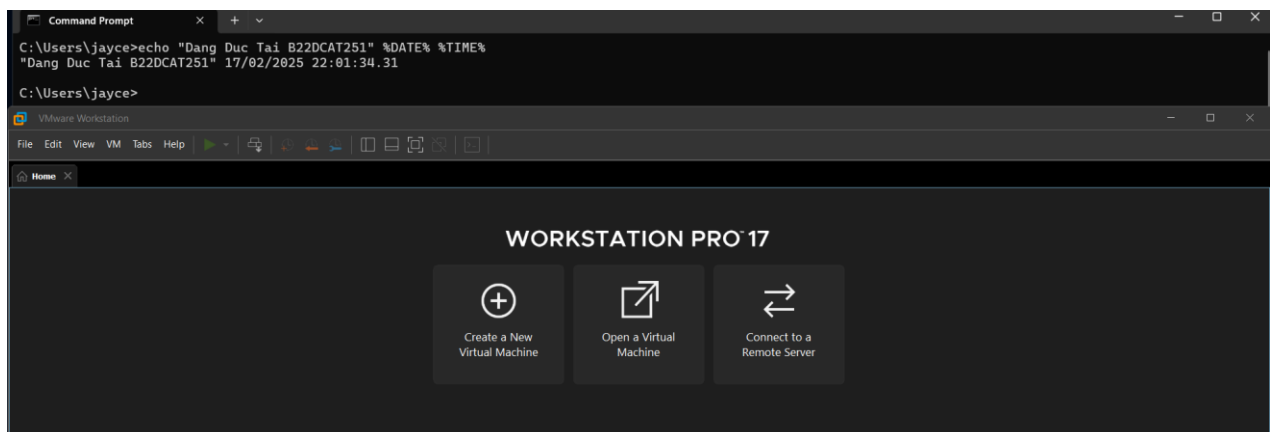 Command Prompt
C:\Users\jayce>echo "Dang Duc Tai B22DCAT251" %DATE% %TIME%
"Dang Duc Tai B22DCAT251" 17/02/2025 22:01:34.31
C:\Users\jayce>
VMware Workstation
File Edit View VM Tabs Help
Home
WORKSTATION PRO™ 17
Create a New
Virtual Machine
Open a Virtual
Machine
Connect to a
Remote Server